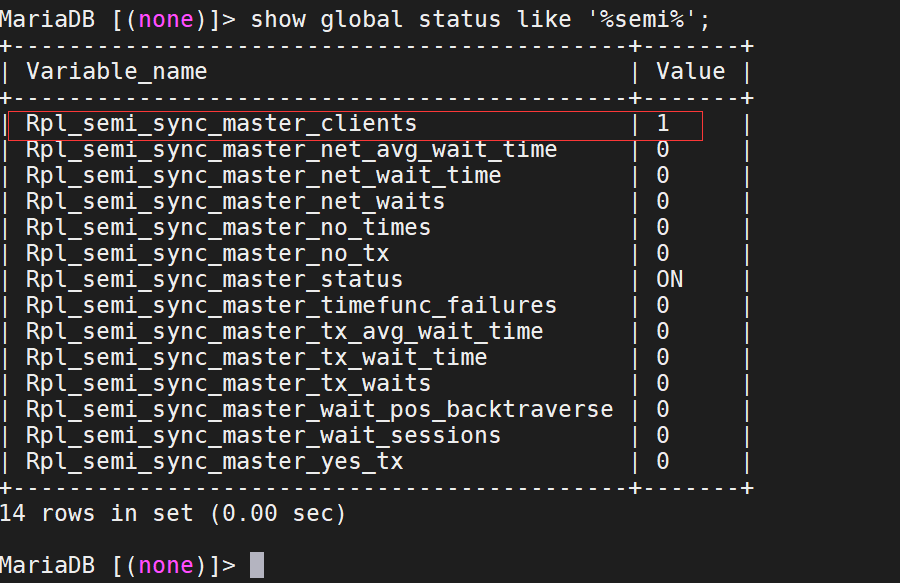 MariaDB [(none)]> show global status like '%semi%';
+--------------------------------------------+-------+
| Variable_name                              | Value |
+--------------------------------------------+-------+
| Rpl_semi_sync_master_clients               | 1     |
| Rpl_semi_sync_master_net_avg_wait_time     | 0     |
| Rpl_semi_sync_master_net_wait_time         | 0     |
| Rpl_semi_sync_master_net_waits             | 0     |
| Rpl_semi_sync_master_no_times              | 0     |
| Rpl_semi_sync_master_no_tx                 | 0     |
| Rpl_semi_sync_master_status                | ON    |
| Rpl_semi_sync_master_timefunc_failures     | 0     |
| Rpl_semi_sync_master_tx_avg_wait_time      | 0     |
| Rpl_semi_sync_master_tx_wait_time          | 0     |
| Rpl_semi_sync_master_tx_waits              | 0     |
| Rpl_semi_sync_master_wait_pos_backtraverse | 0     |
| Rpl_semi_sync_master_wait_sessions         | 0     |
| Rpl_semi_sync_master_yes_tx                | 0     |
+--------------------------------------------+-------+
14 rows in set (0.00 sec)
MariaDB [(none)]>